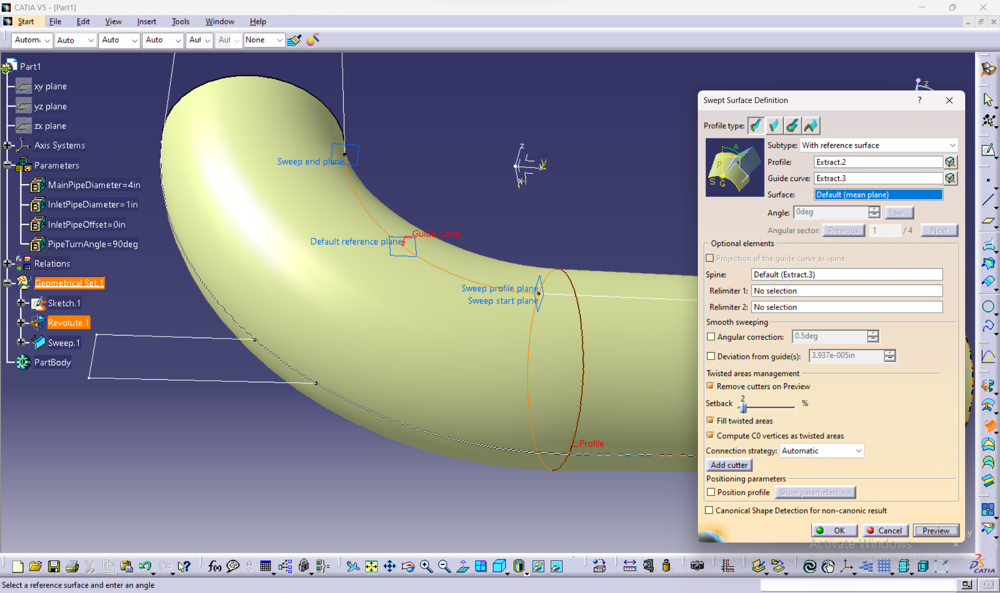 CATIA V5 - [Part1]
Start File Edit View Insert Tools Window Help
Automa Auto Auto Auto Aut Aut None
Part1
xy plane
yz plane
zx plane
Axis Systems
Parameters
MainPipeDiameter=4in
InletPipeDiameter=1in
InletPipeOffset=0in
PipeTurnAngle=90deg
Relations
Geometrical Set.1
Sketch.1
Revolute.1
Sweep.1
PartBody
Sweep end plane
Default reference plane
Guide curve
Sweep profile plane
Sweep start plane
Profile
z
y
H
z
Swept Surface Definition ?
Profile type:
A
P
S G
Subtype: With reference surface
Profile: Extract.2
Guide curve: Extract.3
Surface: Default (mean plane)
Angle: 0deg Law...
Angular sector: Previous 1 / 4 Next
Optional elements
Projection of the guide curve as spine
Spine: Default (Extract.3)
Relimiter 1: No selection
Relimiter 2: No selection
Smooth sweeping
Angular correction: 0.5deg
Deviation from guide(s): 3.937e-005in
Twisted areas management
Remove cutters on Preview
Setback 2 %
Fill twisted areas
Compute C0 vertices as twisted areas
Connection strategy: Automatic
Add cutter
Positioning parameters
Position profile Show parameters >>
Canonical Shape Detection for non-canonic result
OK Cancel Preview
y
Activate Windows
f(x)
CATIA
Select a reference surface and enter an angle